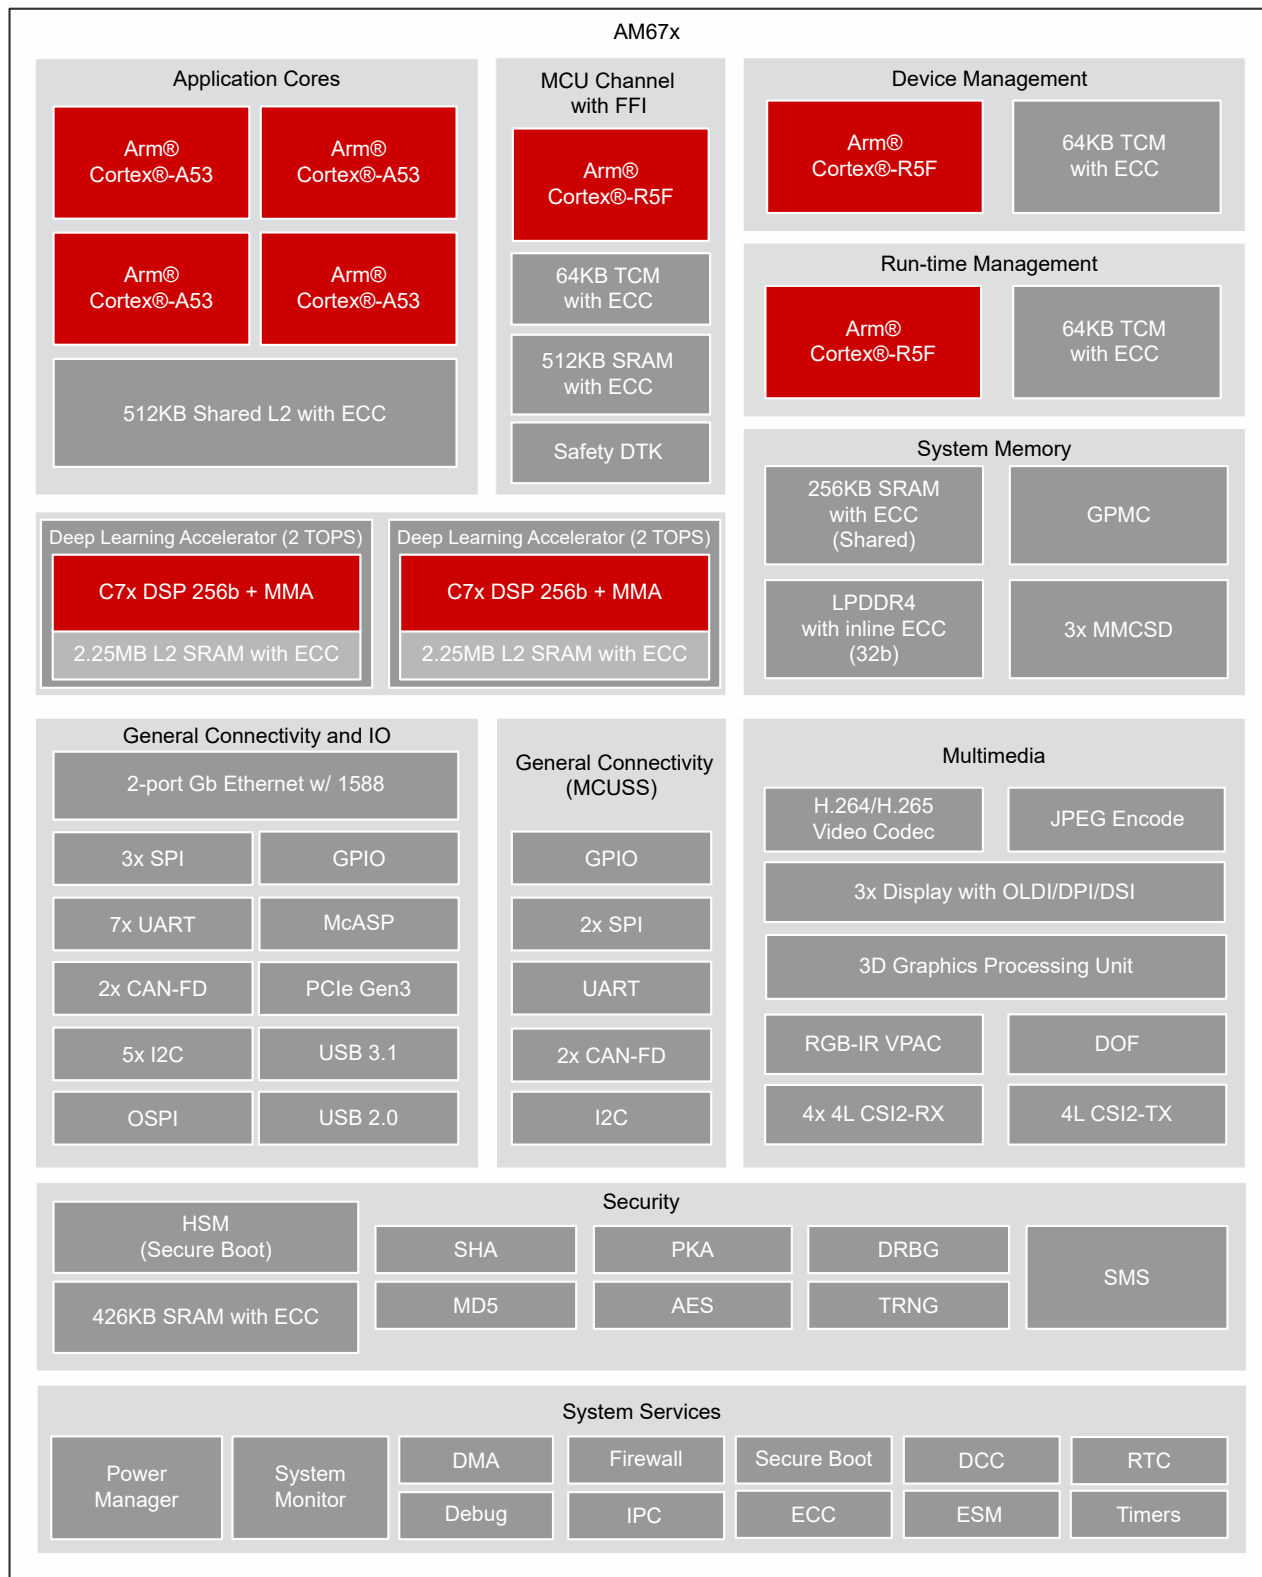 AM67x
Application Cores
Arm®
Cortex®-A53
Arm®
Cortex®-A53
Arm®
Cortex®-A53
Arm®
Cortex®-A53
512KB Shared L2 with ECC
MCU Channel
with FFI
Arm®
Cortex®-R5F
64KB TCM
with ECC
512KB SRAM
with ECC
Safety DTK
Device Management
Arm®
Cortex®-R5F
64KB TCM
with ECC
Run-time Management
Arm®
Cortex®-R5F
64KB TCM
with ECC
Deep Learning Accelerator (2 TOPS)
C7x DSP 256b + MMA
2.25MB L2 SRAM with ECC
Deep Learning Accelerator (2 TOPS)
C7x DSP 256b + MMA
2.25MB L2 SRAM with ECC
System Memory
256KB SRAM
with ECC
(Shared)
GPMC
LPDDR4
with inline ECC
(32b)
3x MMCSD
General Connectivity and IO
2-port Gb Ethernet w/ 1588
3x SPI
GPIO
7x UART
McASP
2x CAN-FD
PCIe Gen3
5x I2C
USB 3.1
OSPI
USB 2.0
General Connectivity
(MCUSS)
GPIO
2x SPI
UART
2x CAN-FD
I2C
Multimedia
H.264/H.265
Video Codec
JPEG Encode
3x Display with OLDI/DPI/DSI
3D Graphics Processing Unit
RGB-IR VPAC
DOF
4x 4L CSI2-RX
4L CSI2-TX
Security
HSM
(Secure Boot)
426KB SRAM with ECC
SHA
PKA
DRBG
MD5
AES
TRNG
SMS
System Services
Power
Manager
System
Monitor
DMA
Firewall
Secure Boot
DCC
RTC
Debug
IPC
ECC
ESM
Timers